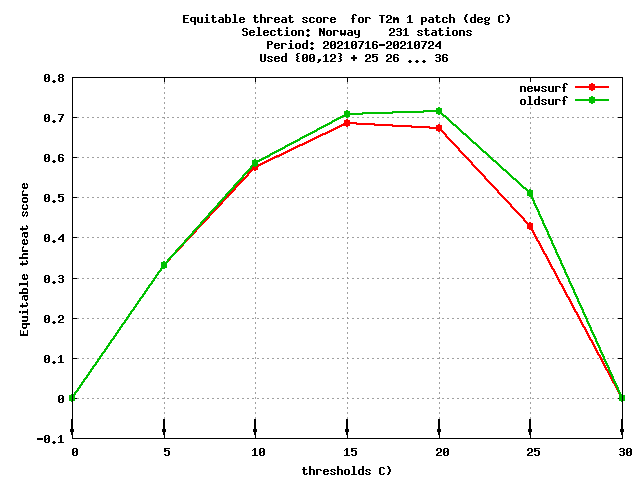 Equitable threat score  for T2m 1 patch (deg C)
Selection: Norway    231 stations
Period: 20210716-20210724
Used {00,12} + 25 26 ... 36
newsurf
oldsurf
Equitable threat score
0.8
0.7
0.6
0.5
0.4
0.3
0.2
0.1
0
-0.1
0 5 10 15 20 25 30
thresholds C)